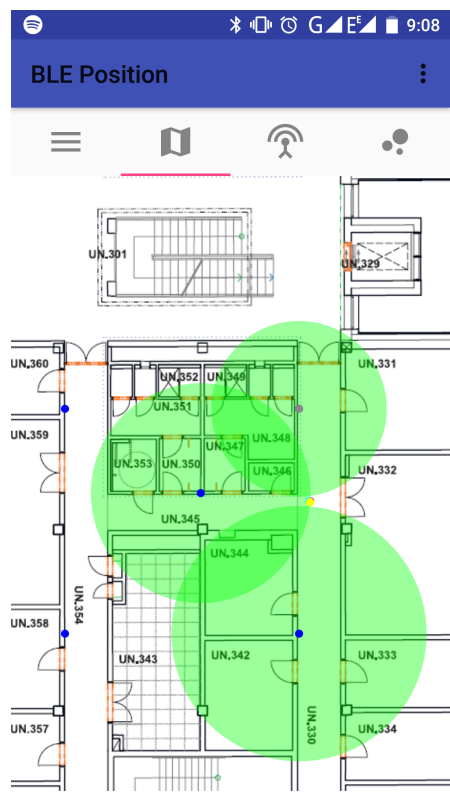 G E E 9:08
BLE Position
UN.301
UN.329
UN.360
UN.352
UN.349
UN.331
UN.351
UN.359
UN.348
UN.347
UN.353
UN.350
UN.346
UN.332
UN.345
UN.344
UN.354
UN.358
UN.343
UN.342
UN.333
UN.330
UN.357
UN.334